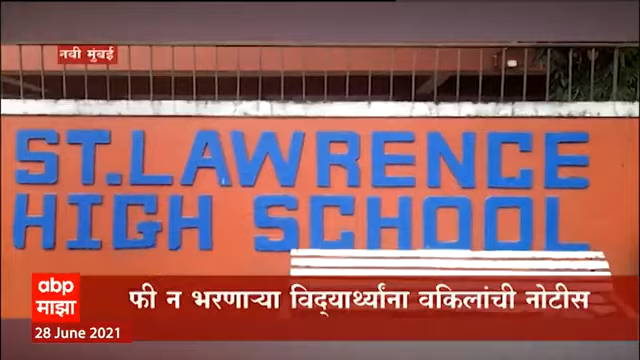 नवी मुंबई
ST. LAWRENCE
HIGH SCHOOL
abp
माझा
फी न भरणाऱ्या विद्यार्थ्यांना वकिलांची नोटीस
28 June 2021